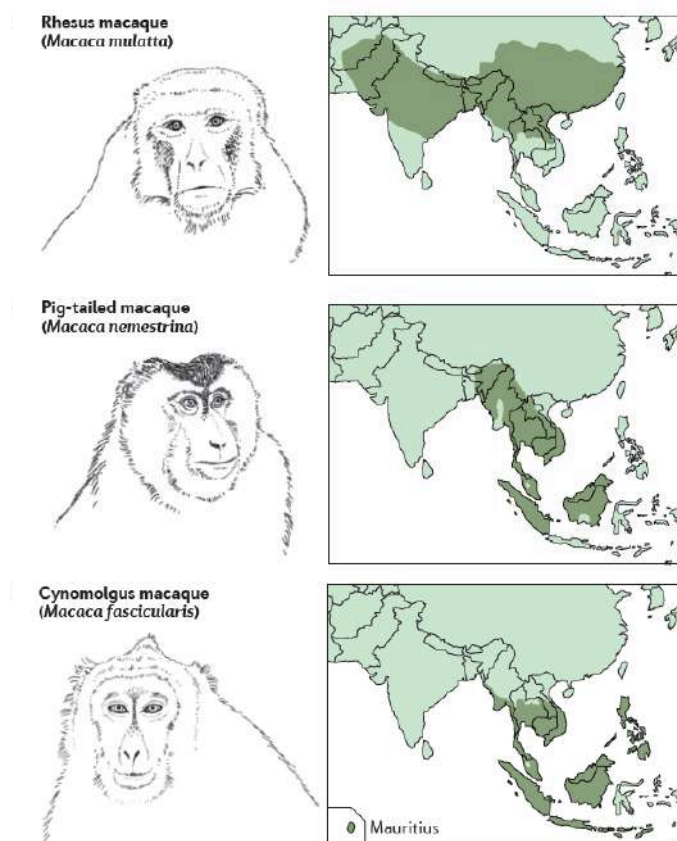 Rhesus macaque
(Macaca mulatta)
Pig-tailed macaque
(Macaca nemestrina)
Cynomolgus macaque
(Macaca fascicularis)
Mauritius